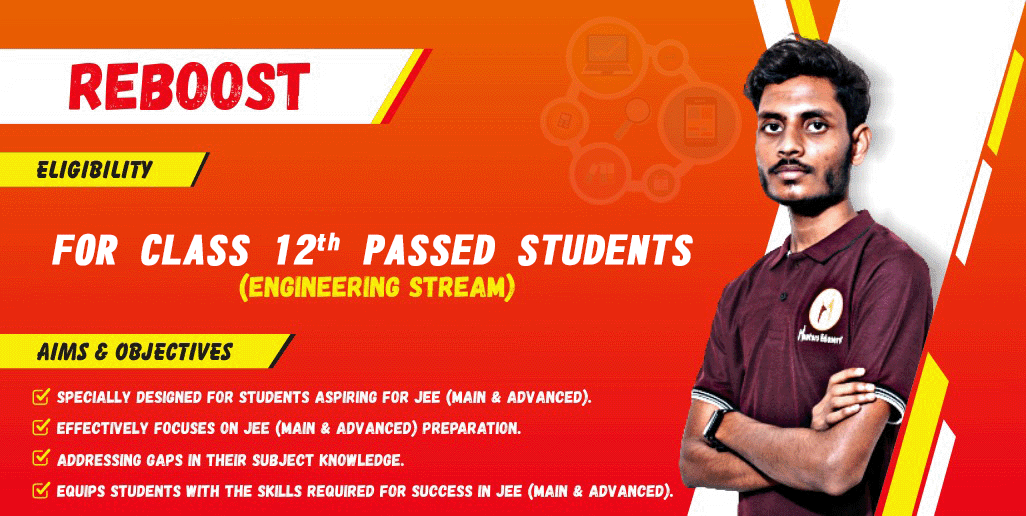 REBOOST
ELIGIBILITY
FOR CLASS 12th PASSED STUDENTS
(ENGINEERING STREAM)
AIMS & OBJECTIVES
SPECIALLY DESIGNED FOR STUDENTS ASPIRING FOR JEE (MAIN & ADVANCED).
EFFECTIVELY FOCUSES ON JEE (MAIN & ADVANCED) PREPARATION.
ADDRESSING GAPS IN THEIR SUBJECT KNOWLEDGE.
EQUIPS STUDENTS WITH THE SKILLS REQUIRED FOR SUCCESS IN JEE (MAIN & ADVANCED).